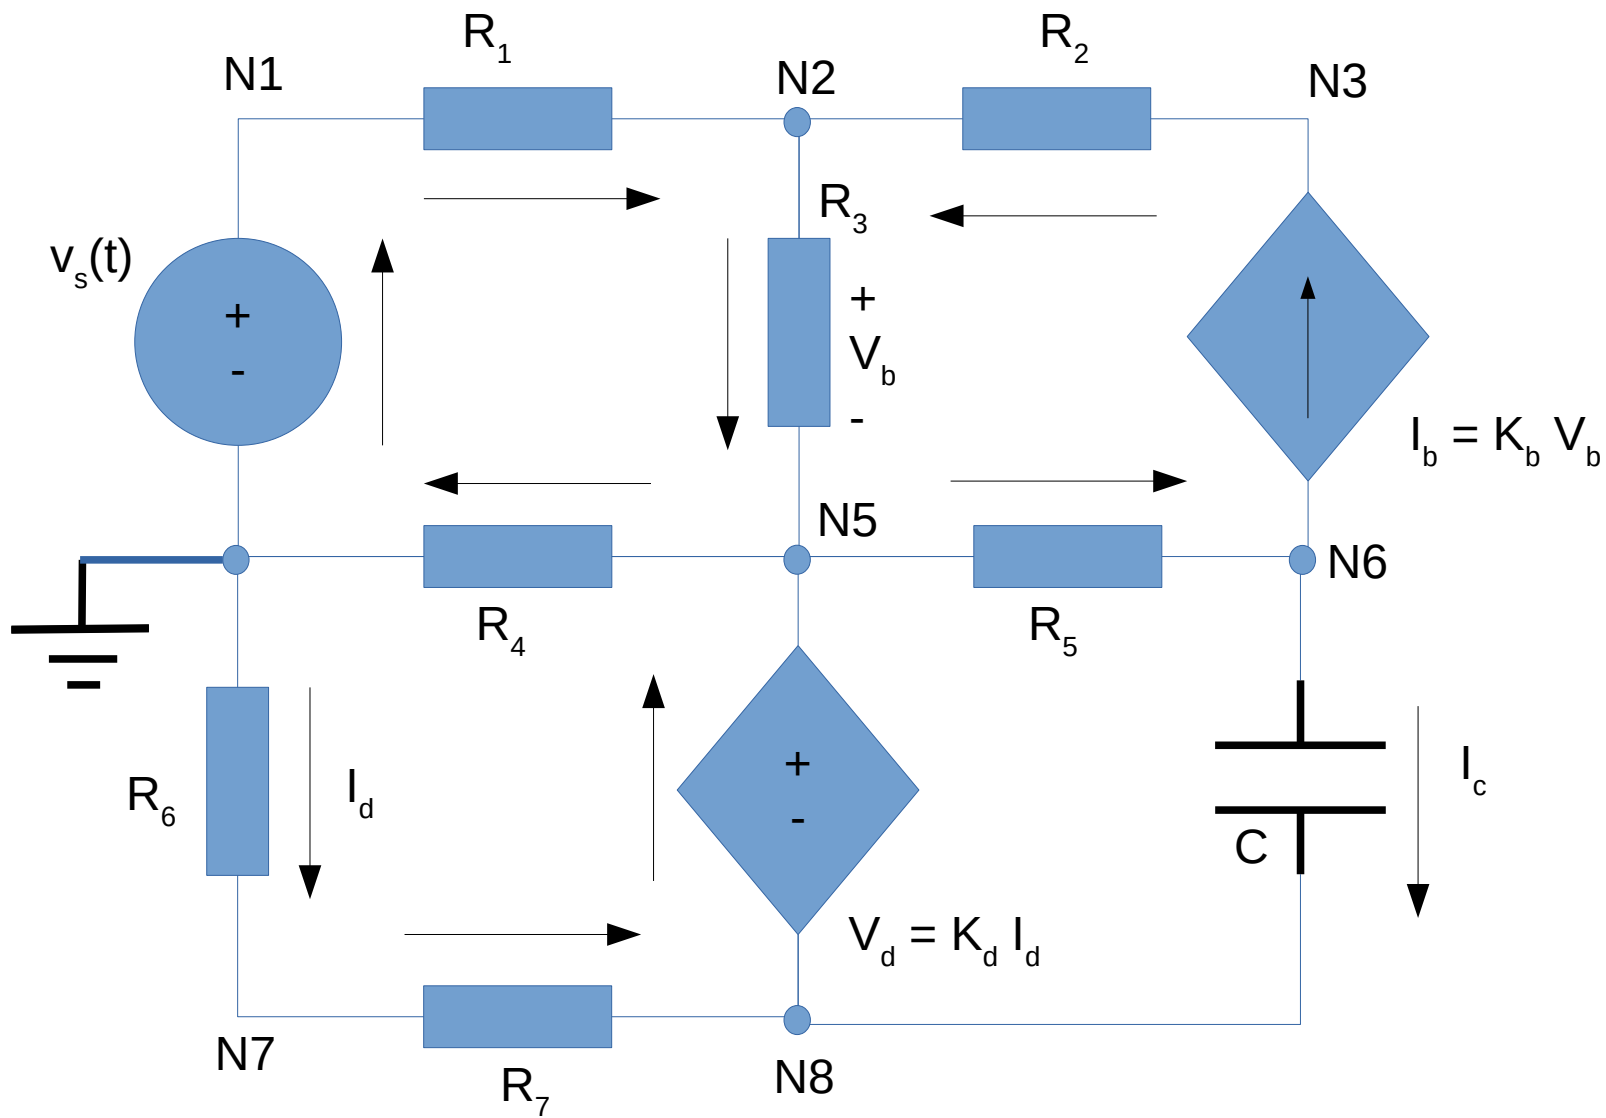 R1
R2
N1
N2
N3
R3
vs(t)
+
-
+
Vb
-
Ib = Kb Vb
N5
N6
R4
R5
R6
Id
+
-
Ic
C
Vd = Kd Id
N7
R7
N8